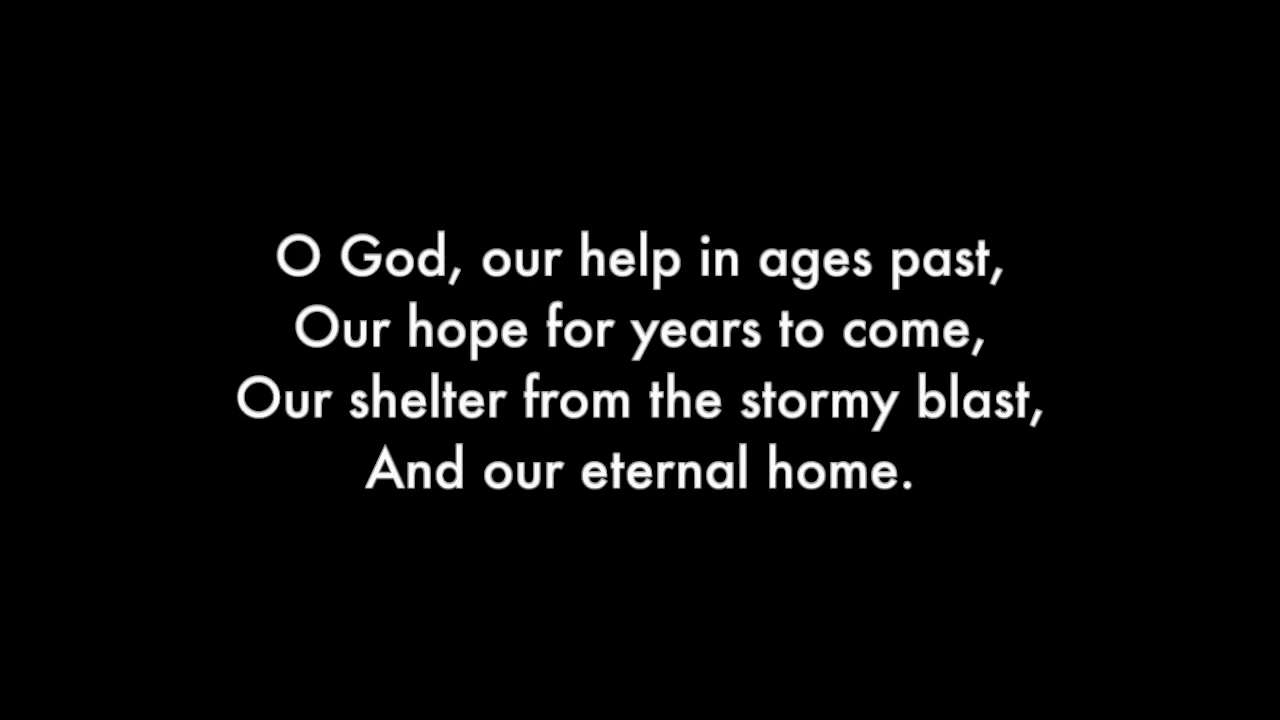 O God, our help in ages past,
Our hope for years to come,
Our shelter from the stormy blast,
And our eternal home.